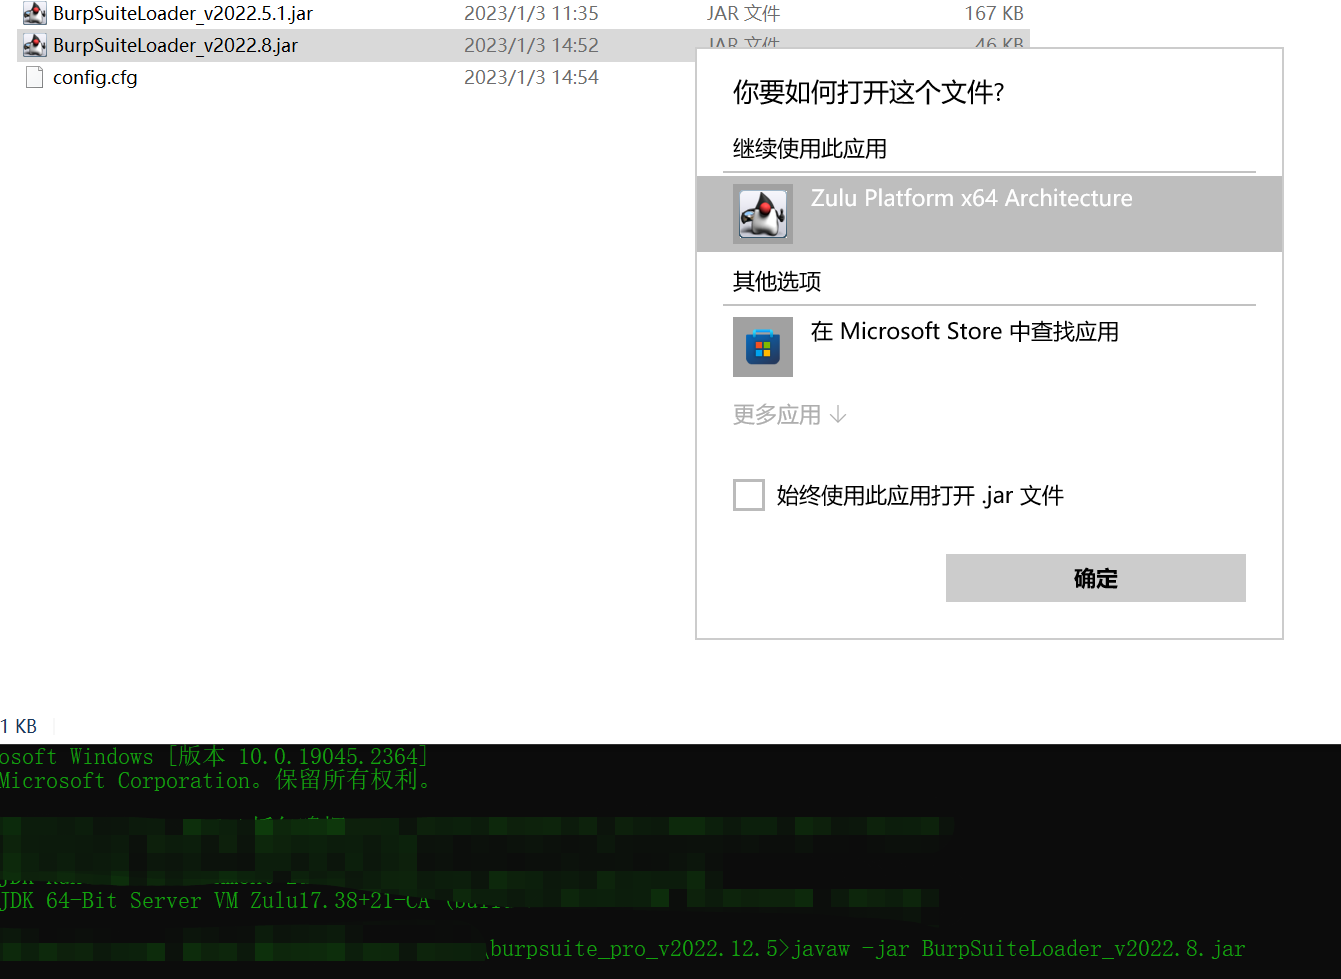 BurpSuiteLoader_v2022.5.1.jar 2023/1/3 11:35 JAR 文件 167 KB
BurpSuiteLoader_v2022.8.jar 2023/1/3 14:52 JAR 文件 46 KB
config.cfg 2023/1/3 14:54
你要如何打开这个文件?
继续使用此应用
Zulu Platform x64 Architecture
其他选项
在 Microsoft Store 中查找应用
更多应用 ↓
始终使用此应用打开 .jar 文件
确定
1 KB
osoft Windows [版本 10.0.19045.2364]
Microsoft Corporation。保留所有权利。
JDK 64-Bit Server VM Zulu17.38+21-CA
\burpsuite_pro_v2022.12.5>javaw -jar BurpSuiteLoader_v2022.8.jar